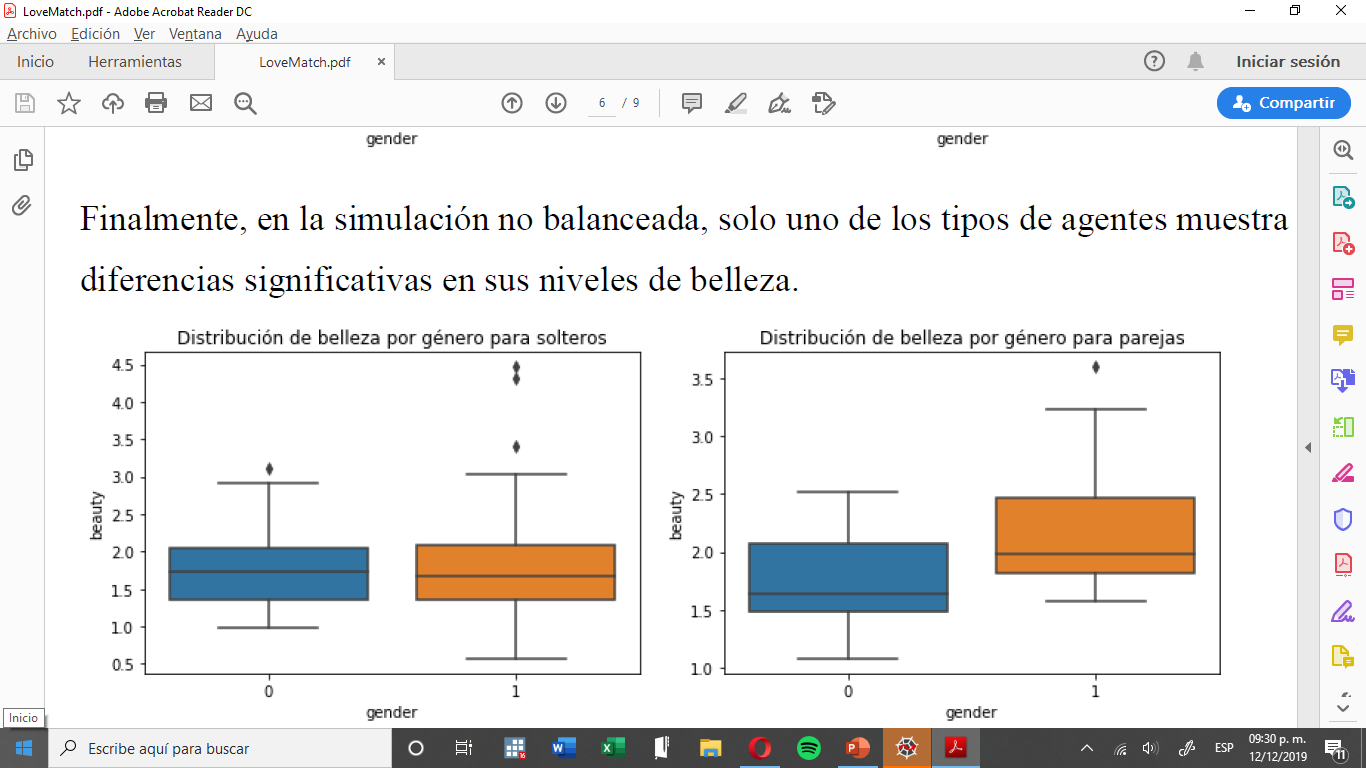 LoveMatch.pdf - Adobe Acrobat Reader DC
Archivo Edición Ver Ventana Ayuda
Inicio Herramientas LoveMatch.pdf × Iniciar sesión
6 / 9 Compartir
gender gender
Finalmente, en la simulación no balanceada, solo uno de los tipos de agentes muestra
diferencias significativas en sus niveles de belleza.
Distribución de belleza por género para solteros
4.5
4.0
3.5
3.0
2.5
2.0
1.5
1.0
0.5
beauty
0 1
gender
Distribución de belleza por género para parejas
3.5
3.0
2.5
2.0
1.5
1.0
beauty
0 1
gender
Inicio
Escribe aquí para buscar
ESP
09:30 p. m.
12/12/2019
11